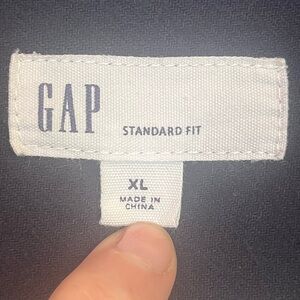 GAP
STANDARD FIT
XL
MADE IN
CHINA